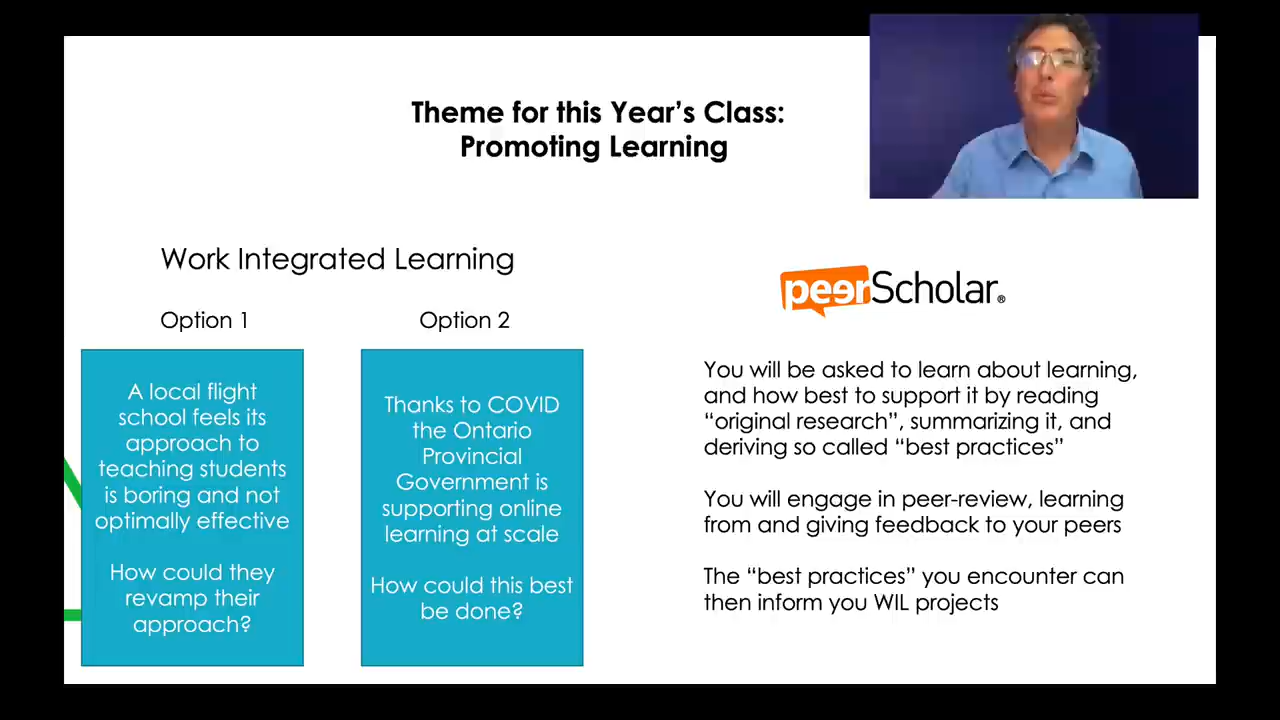 Theme for this Year's Class:
Promoting Learning
Work Integrated Learning
Option 1
A local flight
school feels its
approach to
teaching students
is boring and not
optimally effective
How could they
revamp their
approach?
Option 2
Thanks to COVID
the Ontario
Provincial
Government is
supporting online
learning at scale
How could this best
be done?
peerScholar®
You will be asked to learn about learning,
and how best to support it by reading
“original research”, summarizing it, and
deriving so called “best practices”
You will engage in peer-review, learning
from and giving feedback to your peers
The “best practices” you encounter can
then inform you WIL projects